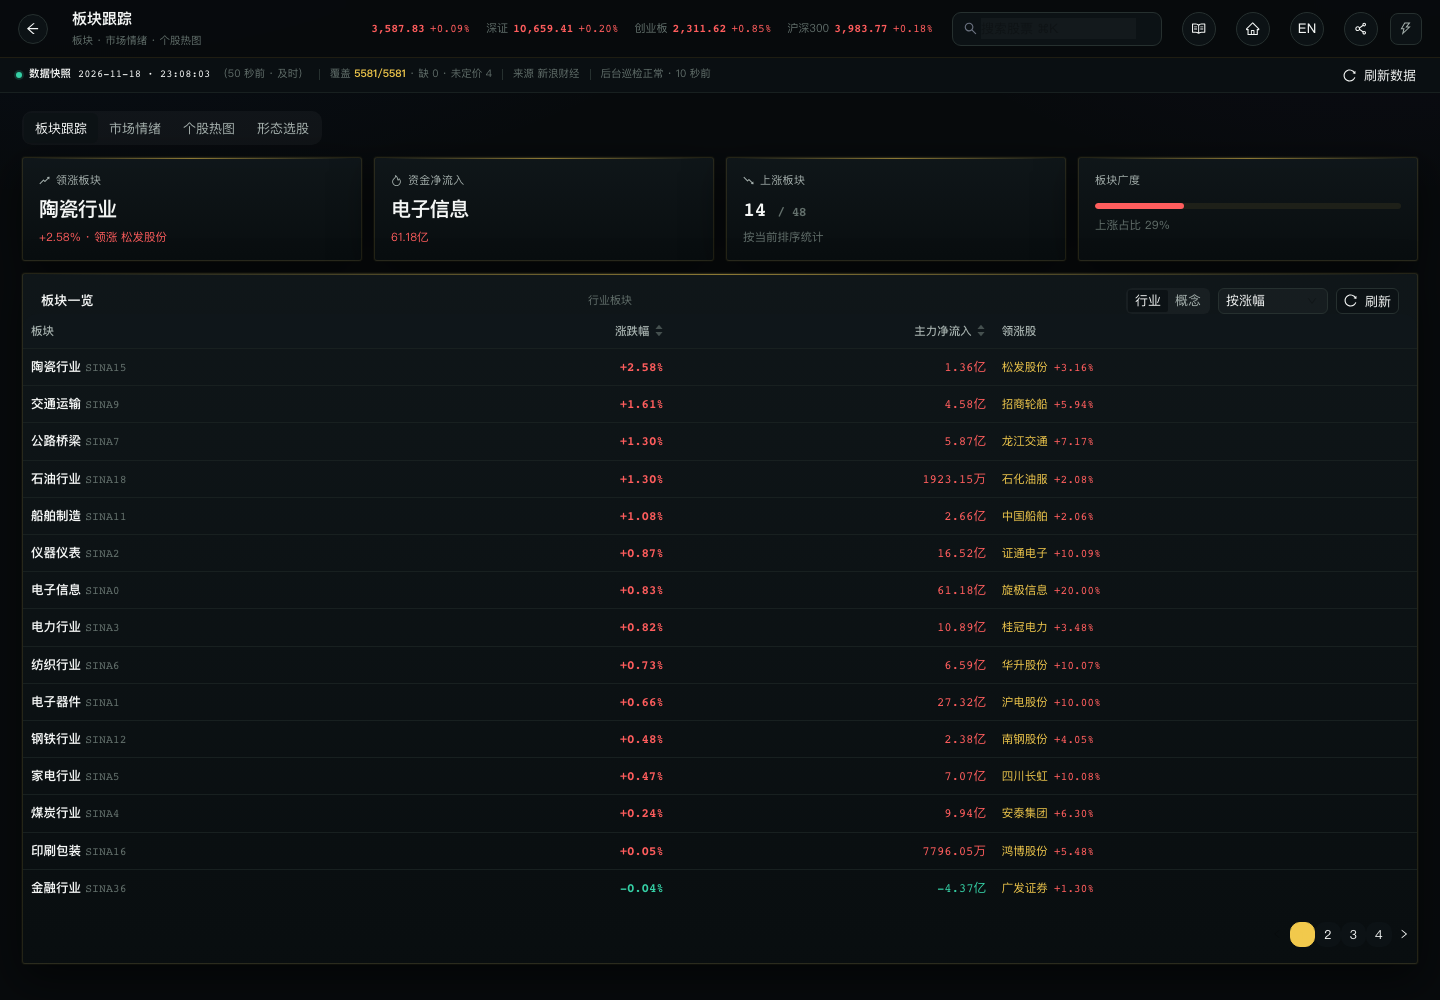 板块跟踪
板块 · 市场情绪 · 个股热图
3,587.83 +0.09% 深证 10,659.41 +0.20% 创业板 2,311.62 +0.85% 沪深300 3,983.77 +0.18%
EN
数据快照 2026-11-18 · 23:08:03 (50 秒前 · 及时) 覆盖 5581/5581 · 缺 0 · 未定价 4 来源 新浪财经 后台巡检正常 · 10 秒前
刷新数据
板块跟踪 市场情绪 个股热图 形态选股
领涨板块
陶瓷行业
+2.58% · 领涨 松发股份
资金净流入
电子信息
61.18亿
上涨板块
14 / 48
按当前排序统计
板块广度
上涨占比 29%
板块一览 行业板块 行业 概念 按涨幅 刷新
板块 涨跌幅 主力净流入 领涨股
陶瓷行业 SINA15 +2.58% 1.36亿 松发股份 +3.16%
交通运输 SINA9 +1.61% 4.58亿 招商轮船 +5.94%
公路桥梁 SINA7 +1.30% 5.87亿 龙江交通 +7.17%
石油行业 SINA18 +1.30% 1923.15万 石化油服 +2.08%
船舶制造 SINA11 +1.08% 2.66亿 中国船舶 +2.06%
仪器仪表 SINA2 +0.87% 16.52亿 证通电子 +10.09%
电子信息 SINA0 +0.83% 61.18亿 旋极信息 +20.00%
电力行业 SINA3 +0.82% 10.89亿 桂冠电力 +3.48%
纺织行业 SINA6 +0.73% 6.59亿 华升股份 +10.07%
电子器件 SINA1 +0.66% 27.32亿 沪电股份 +10.00%
钢铁行业 SINA12 +0.48% 2.38亿 南钢股份 +4.05%
家电行业 SINA5 +0.47% 7.07亿 四川长虹 +10.08%
煤炭行业 SINA4 +0.24% 9.94亿 安泰集团 +6.30%
印刷包装 SINA16 +0.05% 7796.05万 鸿博股份 +5.48%
金融行业 SINA36 -0.04% -4.37亿 广发证券 +1.30%
2 3 4